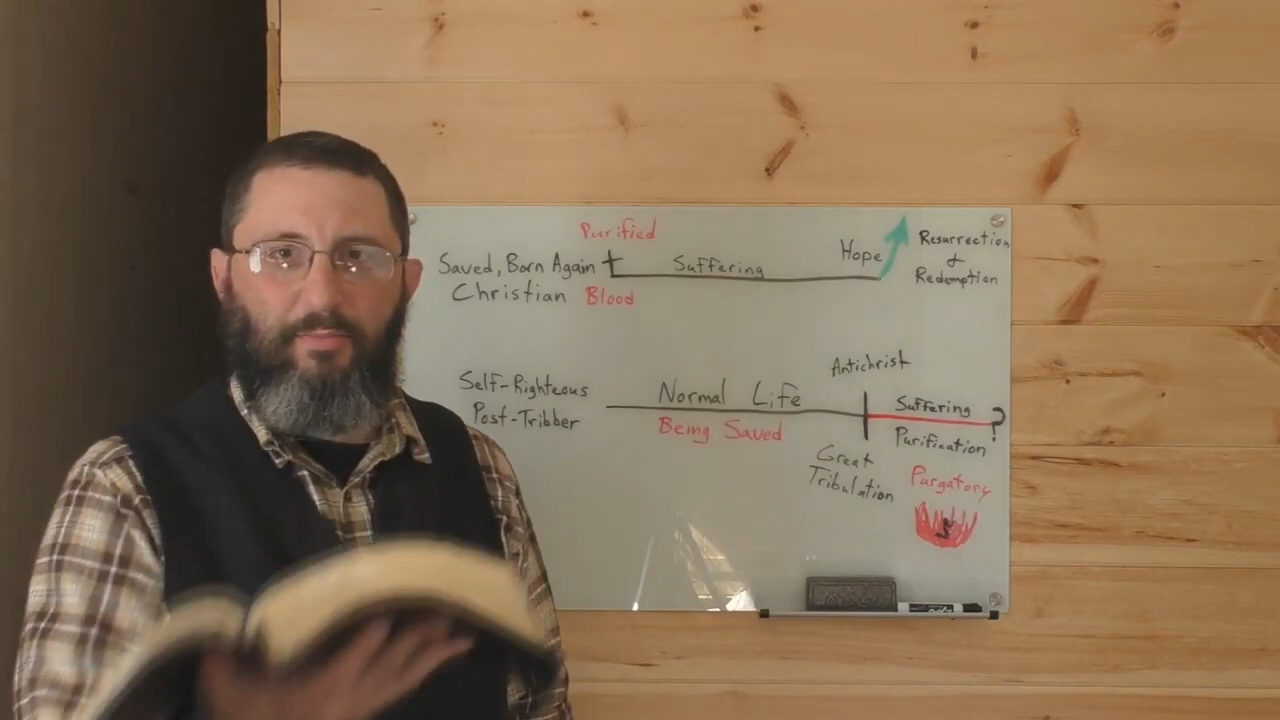 Purified
Saved, Born Again
Christian
Blood
Suffering
Hope
Resurrection
&
Redemption
Self-Righteous
Post-Tribber
Normal Life
Being Saved
Antichrist
Great
Tribulation
Suffering ?
Purification
Purgatory